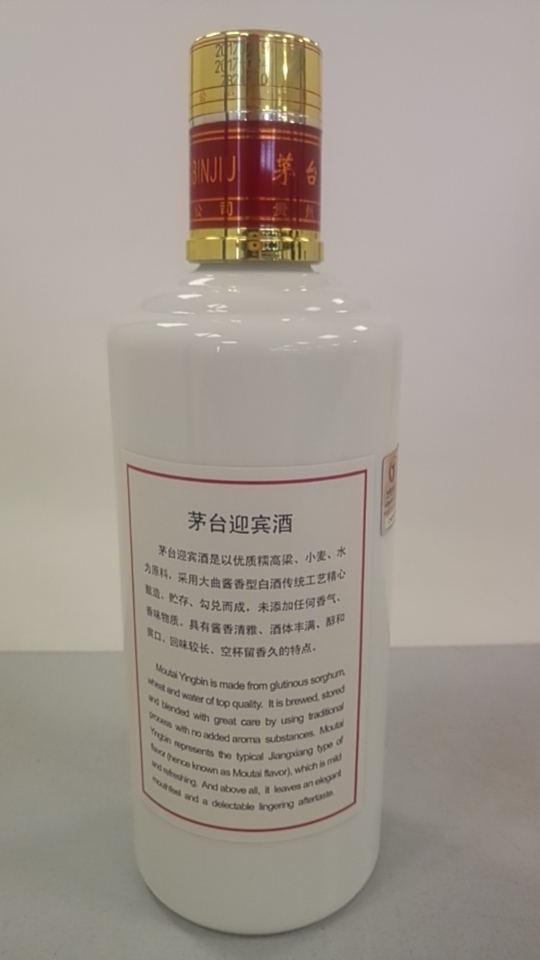 BINJIJ 茅台
公司 贵州
茅台迎宾酒
茅台迎宾酒是以优质糯高粱、小麦、水
为原料，采用大曲酱香型白酒传统工艺精心
酿造、贮存、勾兑而成，未添加任何香气、
香味物质，具有酱香清雅、酒体丰满、醇和
爽口、回味较长、空杯留香久的特点。
Moutai Yingbin is made from glutinous sorghum,
wheat and water of top quality. It is brewed, stored
and blended with great care by using traditional
process with no added aroma substances. Moutai
Yingbin represents the typical Jiangxiang type of
flavor (hence known as Moutai flavor), which is mild
and refreshing. And above all, it leaves an elegant
mouthfeel and a delectable lingering aftertaste.